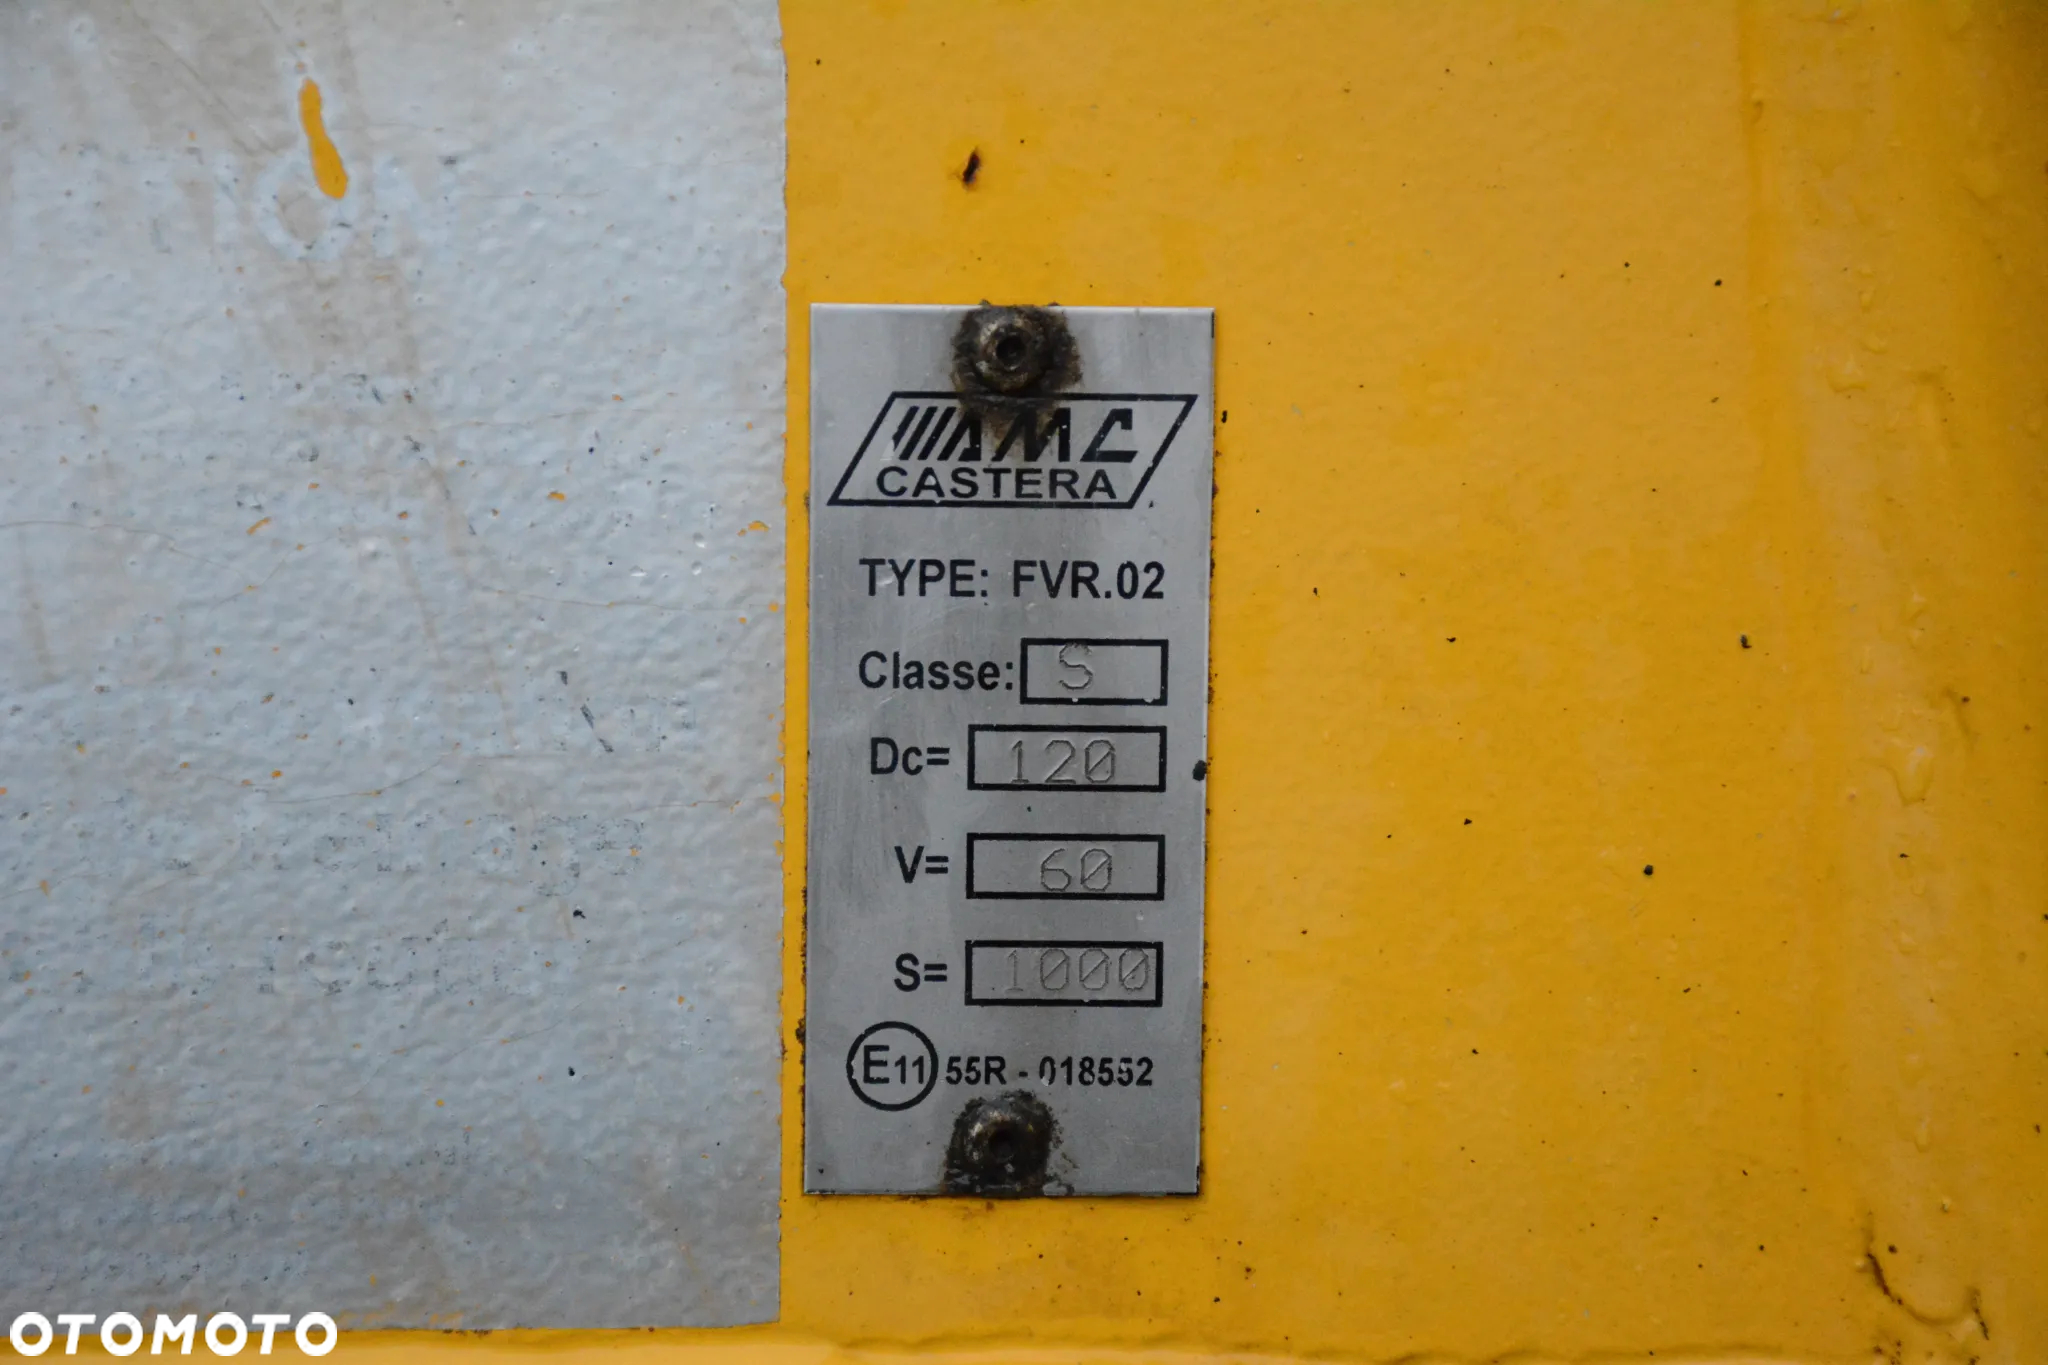 AMC
CASTERA
TYPE: FVR.02
Classe: S
Dc= 120
V= 60
S= 1000
E11 55R - 018552
OTOMOTO